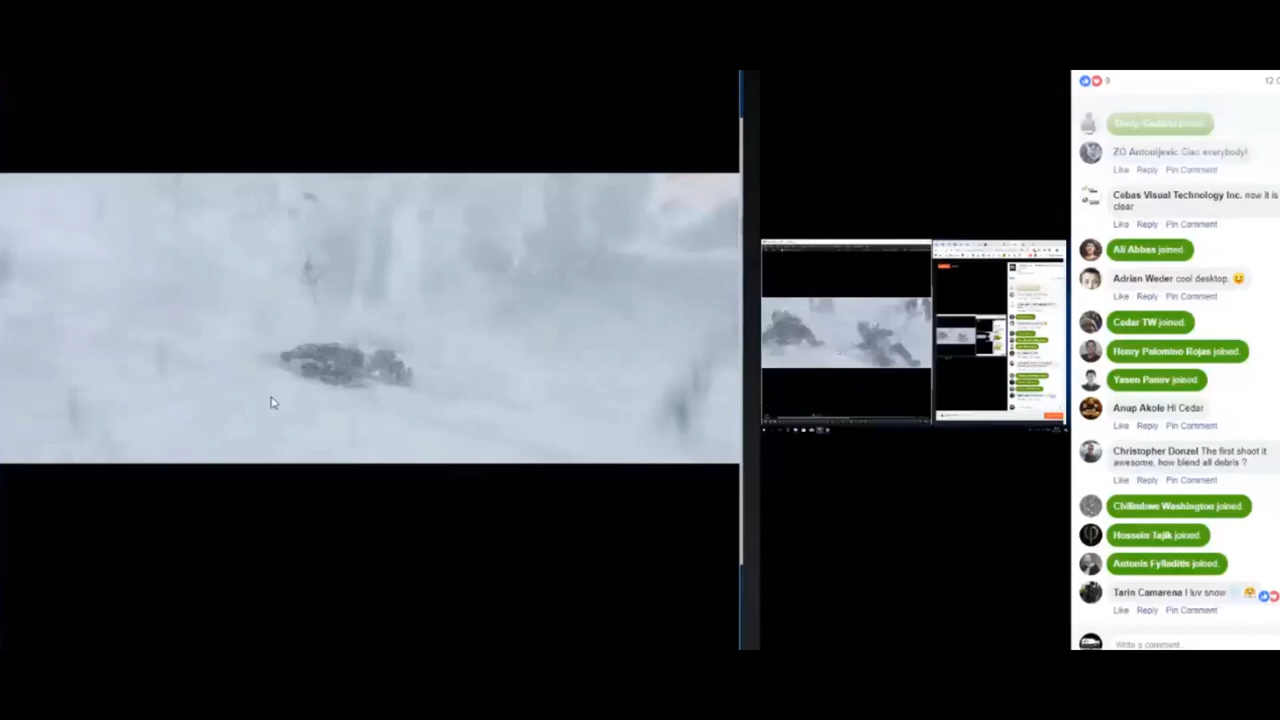 9
12
ZO Antonijevic Ciao everybody!
Like Reply Pin Comment
Cebas Visual Technology Inc. now it is
clear
Like Reply Pin Comment
Ali Abbas joined.
Adrian Weder cool desktop.
Like Reply Pin Comment
Cedar TW joined.
Henry Palomino Rojas joined.
Yasen Panov joined.
Anup Akole Hi Cedar
Like Reply Pin Comment
Christopher Donzel The first shoot it
awesome, how blend all debris ?
Like Reply Pin Comment
Chilimbwe Washington joined.
Hossein Tajik joined.
Antonis Fylladitis joined.
Tarin Camarena I luv snow
Like Reply Pin Comment
Write a comment